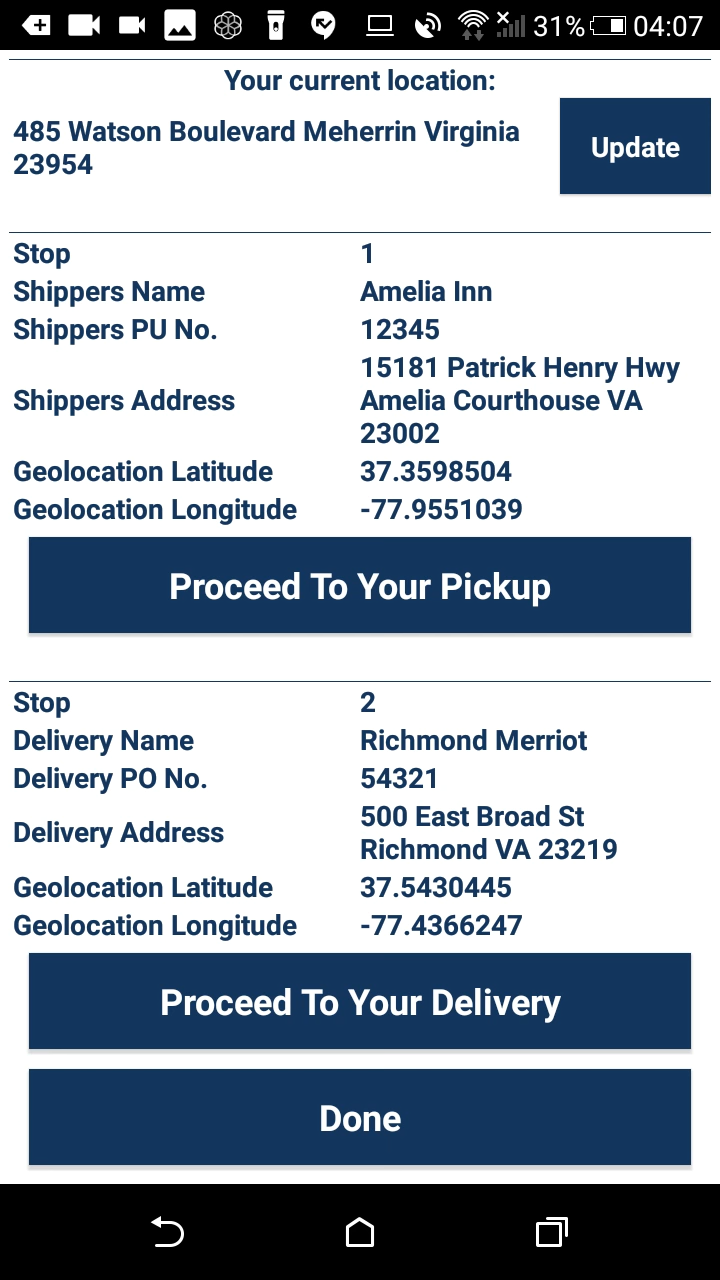 31% 04:07
Your current location:
485 Watson Boulevard Meherrin Virginia
23954
Update
Stop 1
Shippers Name Amelia Inn
Shippers PU No. 12345
Shippers Address 15181 Patrick Henry Hwy
Amelia Courthouse VA
23002
Geolocation Latitude 37.3598504
Geolocation Longitude -77.9551039
Proceed To Your Pickup
Stop 2
Delivery Name Richmond Merriot
Delivery PO No. 54321
Delivery Address 500 East Broad St
Richmond VA 23219
Geolocation Latitude 37.5430445
Geolocation Longitude -77.4366247
Proceed To Your Delivery
Done